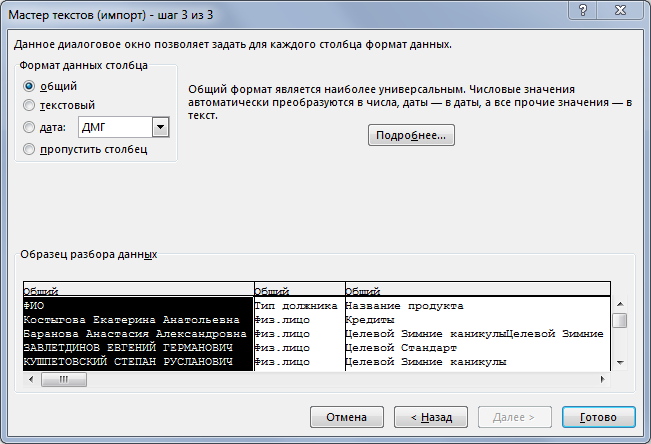 Мастер текстов (импорт) - шаг 3 из 3
Данное диалоговое окно позволяет задать для каждого столбца формат данных.
Формат данных столбца
общий
текстовый
дата: ДМГ
пропустить столбец
Общий формат является наиболее универсальным. Числовые значения
автоматически преобразуются в числа, даты — в даты, а все прочие значения — в
текст.
Подробнее...
Образец разбора данных
Общий Общий Общий
ФИО Тип должника Название продукта
Костыгова Екатерина Анатольевна Физ.лицо Кредиты
Баранова Анастасия Александровна Физ.лицо Целевой Зимние каникулыЦелевой Зимние
ЗАВЛЕТДИНОВ ЕВГЕНИЙ ГЕРМАНОВИЧ Физ.лицо Целевой Стандарт
КУШПЕТОВСКИЙ СТЕПАН РУСЛАНОВИЧ Физ.лицо Целевой Зимние каникулы
Отмена < Назад Далее > Готово